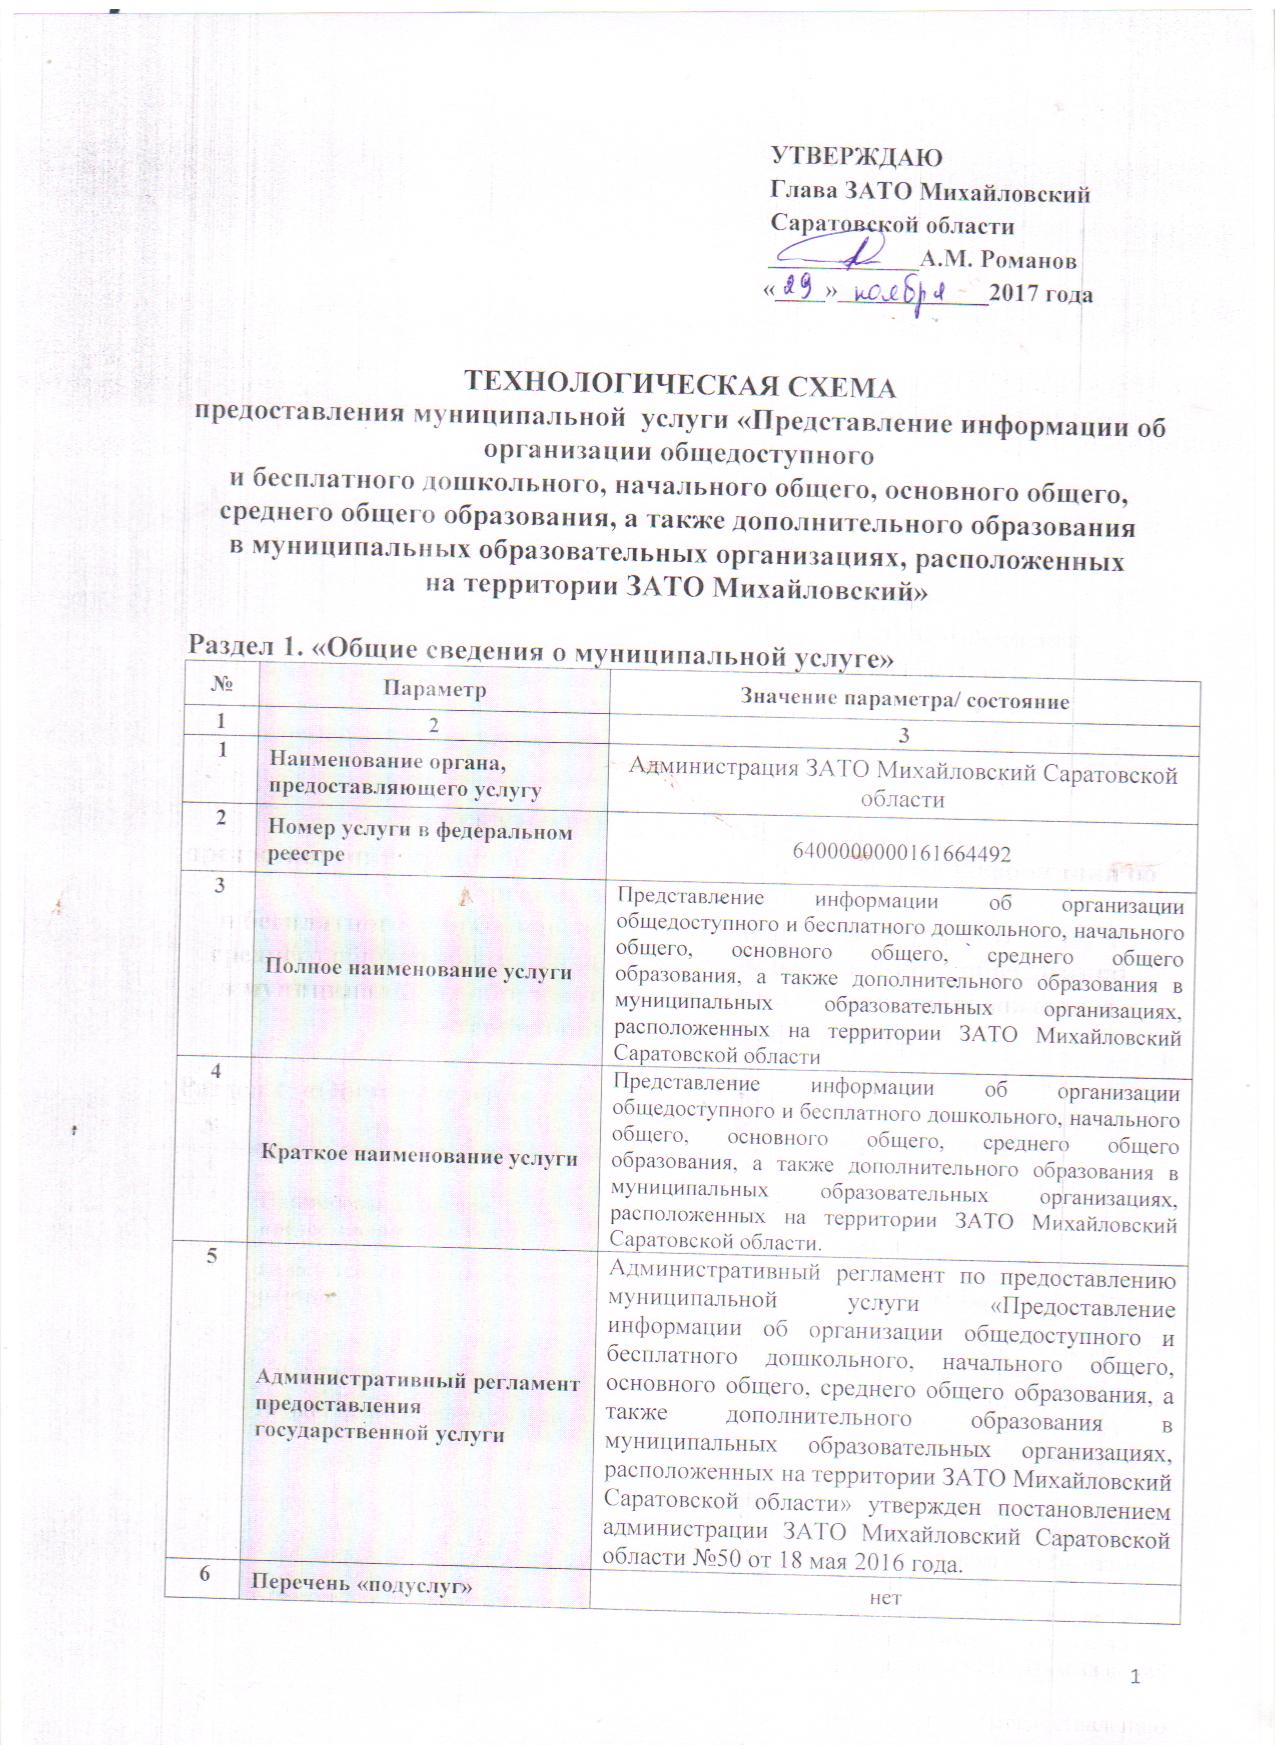 УТВЕРЖДАЮ
Глава ЗАТО Михайловский
Саратовской области
____________А.М. Романов
«29» ноября 2017 года
ТЕХНОЛОГИЧЕСКАЯ СХЕМА
предоставления муниципальной услуги «Представление информации об
организации общедоступного
и бесплатного дошкольного, начального общего, основного общего,
среднего общего образования, а также дополнительного образования
в муниципальных образовательных организациях, расположенных
на территории ЗАТО Михайловский»
Раздел 1. «Общие сведения о муниципальной услуге»
№ Параметр Значение параметра/ состояние
1 2 3
1 Наименование органа,
предоставляющего услугу
Администрация ЗАТО Михайловский Саратовской
области
2 Номер услуги в федеральном
реестре
6400000000161664492
3 Полное наименование услуги
Представление информации об организации
общедоступного и бесплатного дошкольного, начального
общего, основного общего, среднего общего
образования, а также дополнительного образования в
муниципальных образовательных организациях,
расположенных на территории ЗАТО Михайловский
Саратовской области
4 Краткое наименование услуги
Представление информации об организации
общедоступного и бесплатного дошкольного, начального
общего, основного общего, среднего общего
образования, а также дополнительного образования в
муниципальных образовательных организациях,
расположенных на территории ЗАТО Михайловский
Саратовской области.
5 Административный регламент
предоставления
государственной услуги
Административный регламент по предоставлению
муниципальной услуги «Предоставление
информации об организации общедоступного и
бесплатного дошкольного, начального общего,
основного общего, среднего общего образования, а
также дополнительного образования в
муниципальных образовательных организациях,
расположенных на территории ЗАТО Михайловский
Саратовской области» утвержден постановлением
администрации ЗАТО Михайловский Саратовской
области №50 от 18 мая 2016 года.
6 Перечень «подуслуг» нет
1